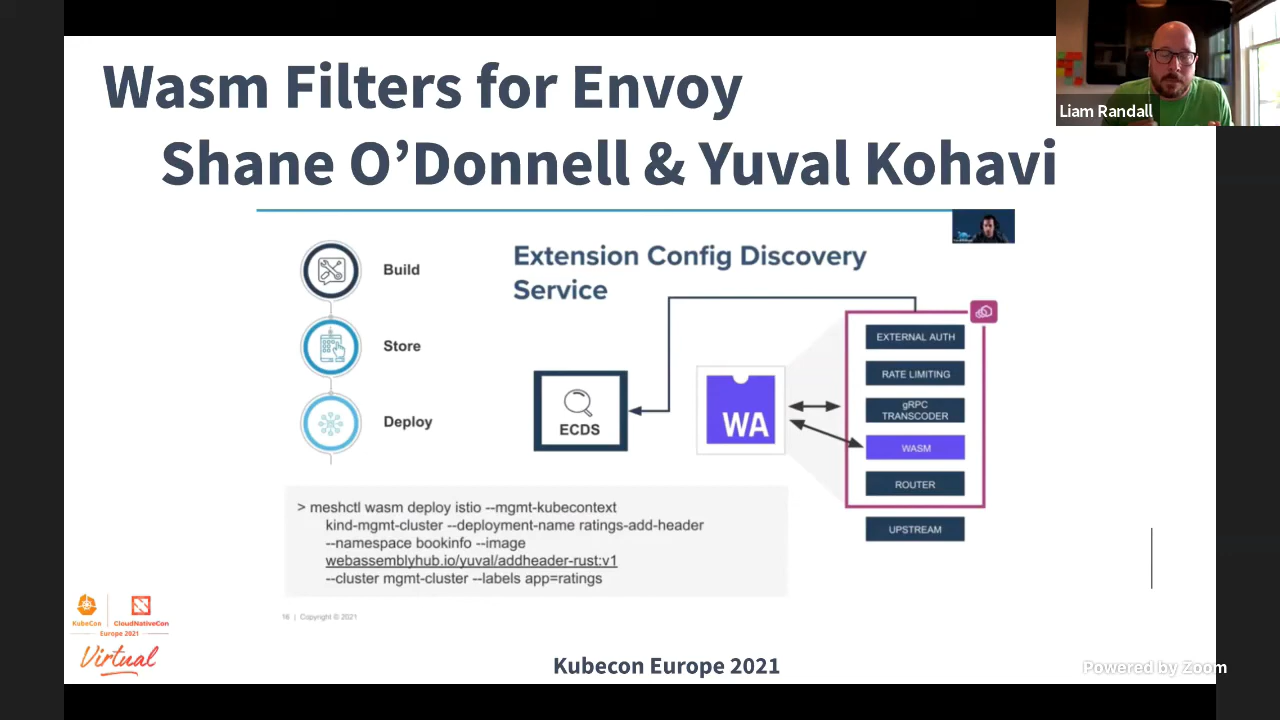 Wasm Filters for Envoy
Shane O’Donnell & Yuval Kohavi
Liam Randall
Build
Store
Deploy
Extension Config Discovery
Service
ECDS
WA
EXTERNAL AUTH
RATE LIMITING
gRPC
TRANSCODER
WASM
ROUTER
UPSTREAM
> meshctl wasm deploy istio --mgmt-kubecontext
kind-mgmt-cluster --deployment-name ratings-add-header
--namespace bookinfo --image
webassemblyhub.io/yuval/addheader-rust:v1
--cluster mgmt-cluster --labels app=ratings
16 | Copyright © 2021
KubeCon | CloudNativeCon
Europe 2021
Virtual
Kubecon Europe 2021
Powered by Zoom